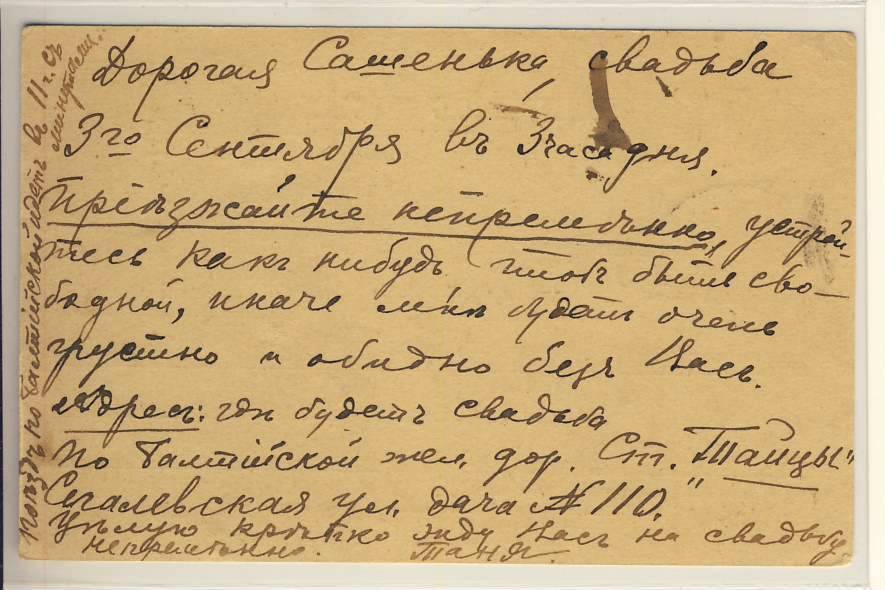 Дорогая Сашенька, свадьба
3го Сентября въ 3 часа дня.
Пріѣзжайте непремѣнно, устрой-
тесь какъ нибудь чтобъ быть сво-
бодной, иначе мнѣ будетъ очень
грустно и обидно безъ Васъ.
Адресъ: гдѣ будетъ свадьба
По Балтійской жел. дор. Ст. "Тайцы"
улица дача № 110.
Цѣлую крѣпко жду Васъ на свадьбу
непремѣнно. Таня.
Поѣздъ по Балтійской идетъ въ 11 ч. съ
минутами.